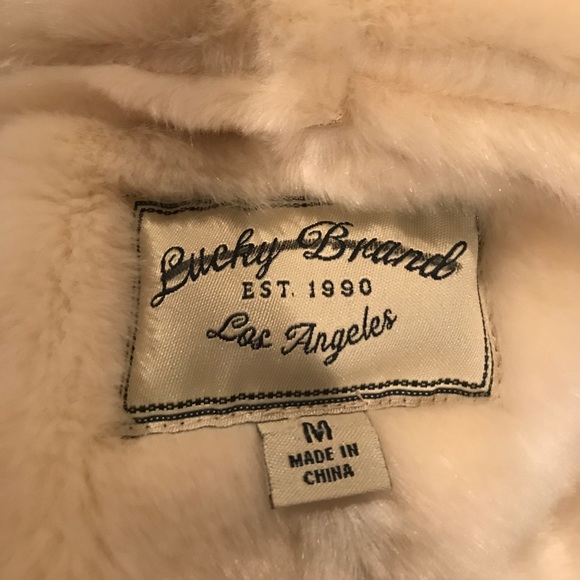 Lucky Brand
EST. 1990
Los Angeles
M
MADE IN
CHINA